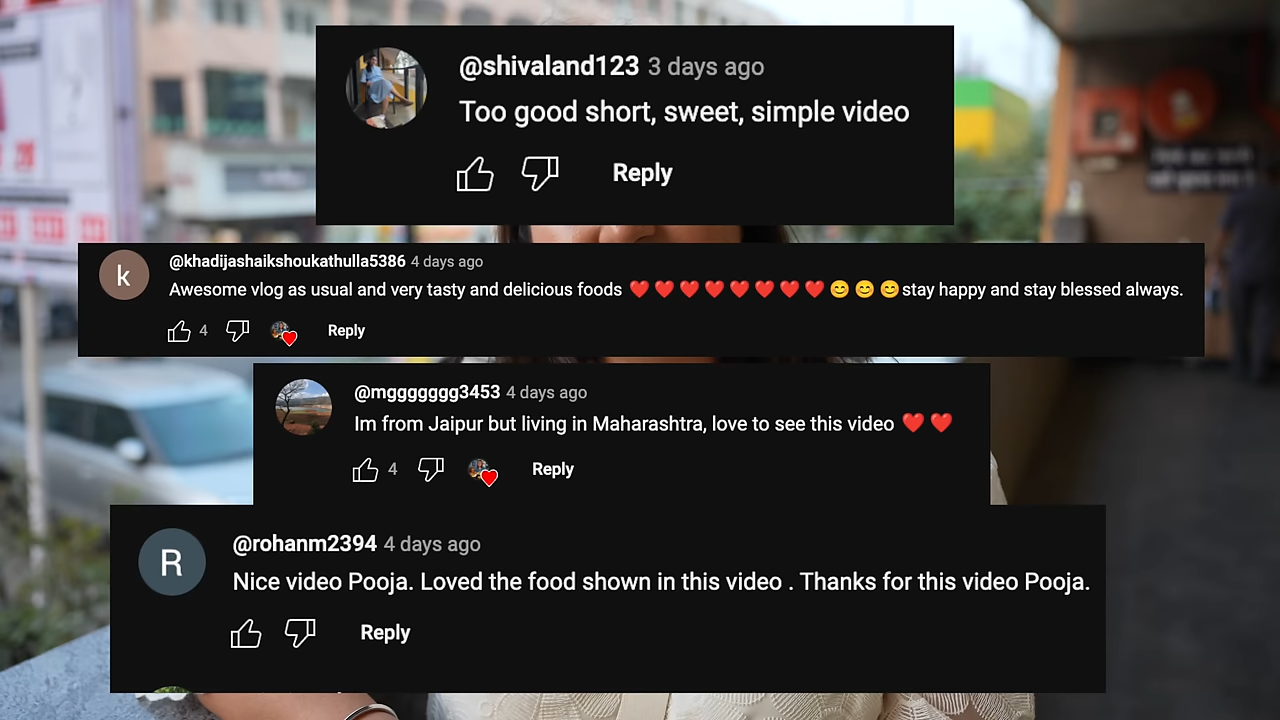 @shivaland123 3 days ago
Too good short, sweet, simple video
Reply
k
@khadijashaikshoukathulla5386 4 days ago
Awesome vlog as usual and very tasty and delicious foods ❤️❤️❤️❤️❤️❤️❤️❤️😊😊😊stay happy and stay blessed always.
4
Reply
@mggggggg3453 4 days ago
Im from Jaipur but living in Maharashtra, love to see this video ❤️❤️
4
Reply
R
@rohanm2394 4 days ago
Nice video Pooja. Loved the food shown in this video . Thanks for this video Pooja.
Reply